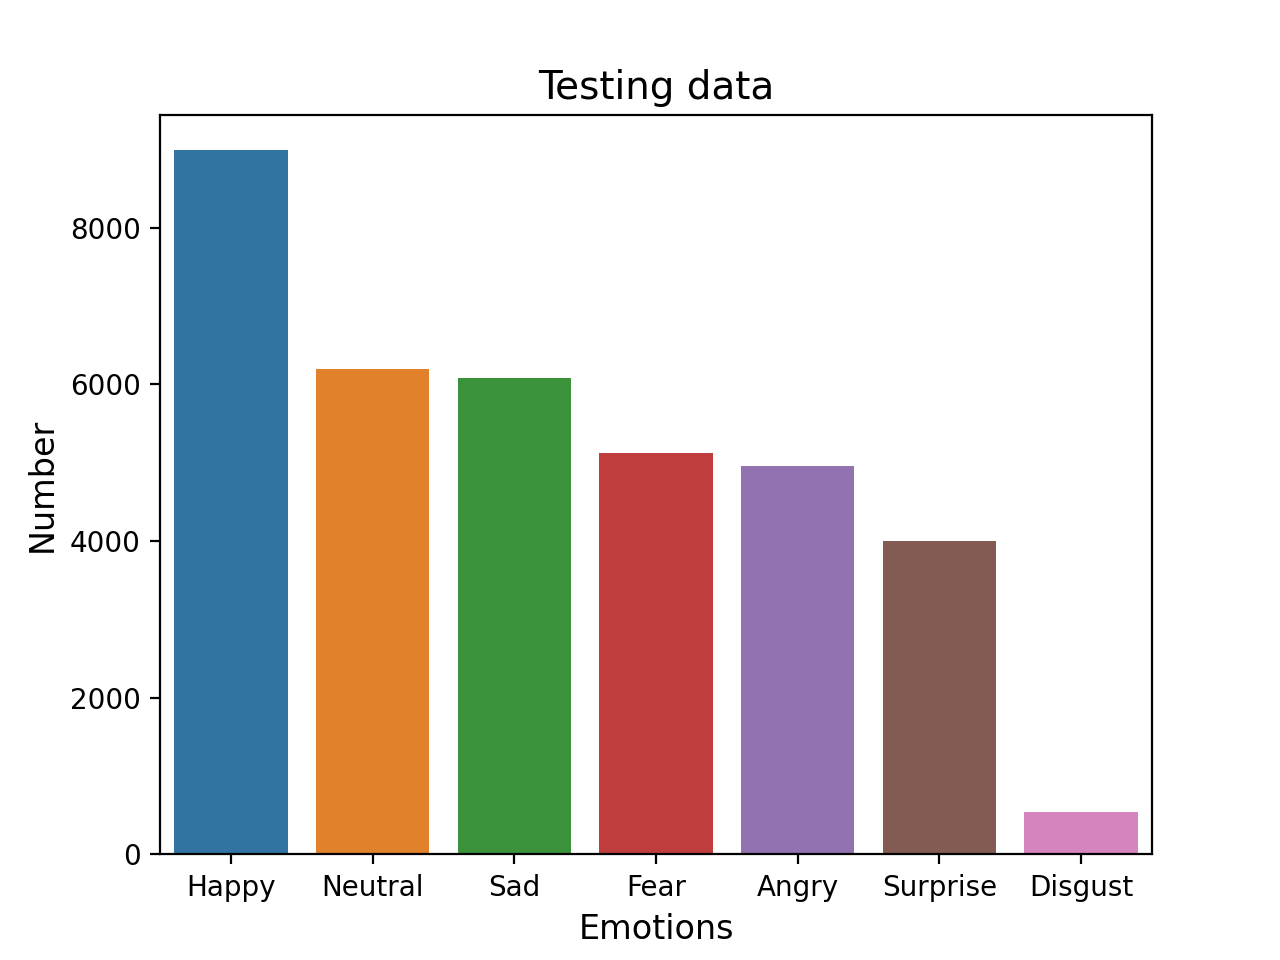 Testing data
8000
6000
4000
2000
0
Number
Happy Neutral Sad Fear Angry Surprise Disgust
Emotions